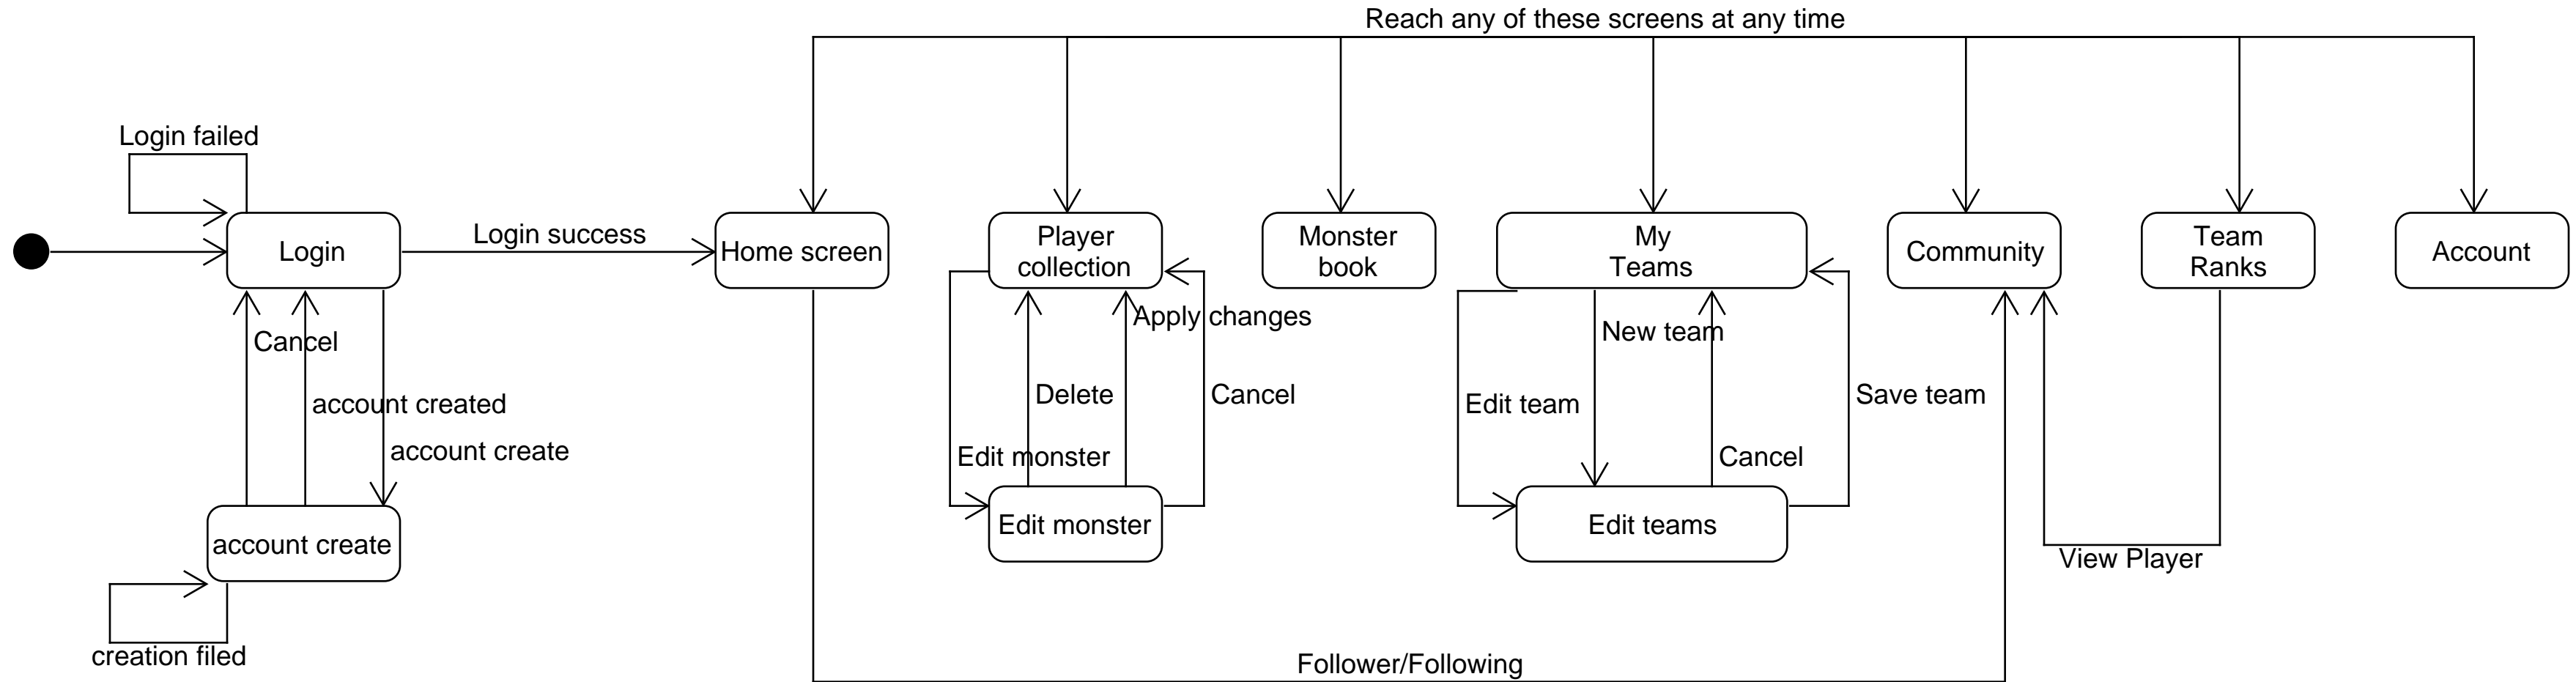 Reach any of these screens at any time
Login failed
Login
Login success
Home screen
Player
collection
Monster
book
My
Teams
Community
Team
Ranks
Account
Cancel
account created
account create
Apply changes
Delete
Cancel
Edit monster
New team
Edit team
Cancel
Save team
account create
Edit monster
Edit teams
View Player
creation filed
Follower/Following